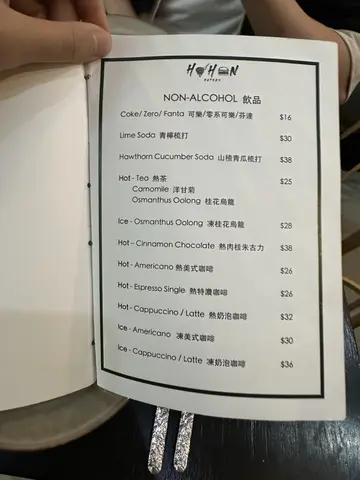 HOHON
EATERY
NON-ALCOHOL 飲品
Coke/ Zero/ Fanta 可樂/零系可樂/芬達 $16
Lime Soda 青檸梳打 $30
Hawthorn Cucumber Soda 山楂青瓜梳打 $38
Hot - Tea 熱茶 $25
Camomile 洋甘菊
Osmanthus Oolong 桂花烏龍
Ice - Osmanthus Oolong 凍桂花烏龍 $28
Hot - Cinnamon Chocolate 熱肉桂朱古力 $38
Hot - Americano 熱美式咖啡 $26
Hot - Espresso Single 熱特濃咖啡 $26
Hot - Cappuccino / Latte 熱奶泡咖啡 $32
Ice - Americano 凍美式咖啡 $30
Ice - Cappuccino / Latte 凍奶泡咖啡 $36